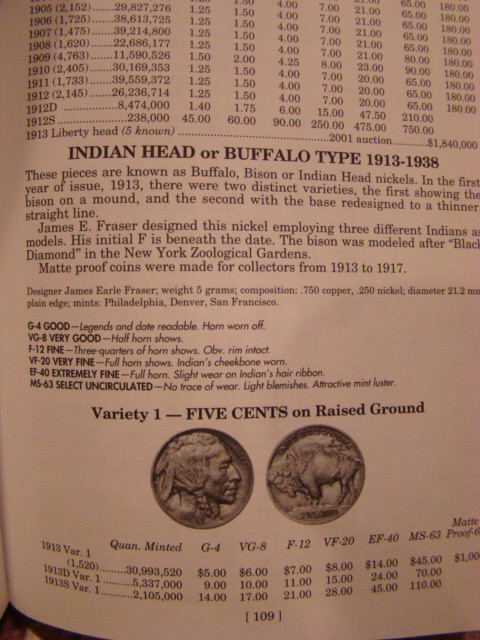 1905 (2,152)......29,827,276 1.25 1.50 4.00 7.00 21.00 65.00 180.00
1906 (1,725)......38,613,725 1.25 1.50 4.00 7.00 21.00 65.00 180.00
1907 (1,475)......39,214,800 1.25 1.50 4.00 7.00 21.00 65.00 180.00
1908 (1,620)......22,686,177 1.25 1.50 4.00 7.00 21.00 80.00 180.00
1909 (4,763)......11,590,526 1.50 2.00 4.25 8.00 23.00 90.00 180.00
1910 (2,405)......30,169,353 1.25 1.50 4.00 7.00 20.00 65.00 180.00
1911 (1,733)......39,559,372 1.25 1.50 4.00 7.00 20.00 65.00 180.00
1912 (2,145)......26,236,714 1.25 1.50 4.00 7.00 20.00 65.00 180.00
1912D ..................8,474,000 1.40 1.75 6.00 15.00 47.50 210.00
1912S .....................238,000 45.00 60.00 90.00 250.00 475.00 750.00
1913 Liberty head (5 known) ..................................2001 auction............$1,840,000
INDIAN HEAD or BUFFALO TYPE 1913-1938
These pieces are known as Buffalo, Bison or Indian Head nickels. In the first
year of issue, 1913, there were two distinct varieties, the first showing the
bison on a mound, and the second with the base redesigned to a thinner
straight line.
James E. Fraser designed this nickel employing three different Indians as
models. His initial F is beneath the date. The bison was modeled after "Black
Diamond" in the New York Zoological Gardens.
Matte proof coins were made for collectors from 1913 to 1917.
Designer James Earle Fraser; weight 5 grams; composition: .750 copper, .250 nickel; diameter 21.2 mm
plain edge; mints: Philadelphia, Denver, San Francisco.
G-4 GOOD—Legends and date readable. Horn worn off.
VG-8 VERY GOOD—Half horn shows.
F-12 FINE—Three-quarters of horn shows. Obv. rim intact.
VF-20 VERY FINE—Full horn shows. Indian's cheekbone worn.
EF-40 EXTREMELY FINE—Full horn. Slight wear on Indian's hair ribbon.
MS-63 SELECT UNCIRCULATED—No trace of wear. Light blemishes. Attractive mint luster.
Variety 1 — FIVE CENTS on Raised Ground
Matte
Quan. Minted G-4 VG-8 F-12 VF-20 EF-40 MS-63 Proof-6
1913 Var. 1
(1,520)..........30,993,520 $5.00 $6.00 $7.00 $8.00 $14.00 $45.00 $1,00
1913D Var. 1 ..........5,337,000 9.00 10.00 11.00 15.00 24.00 70.00
1913S Var. 1 ..........2,105,000 14.00 17.00 21.00 28.00 45.00 110.00
[ 109 ]